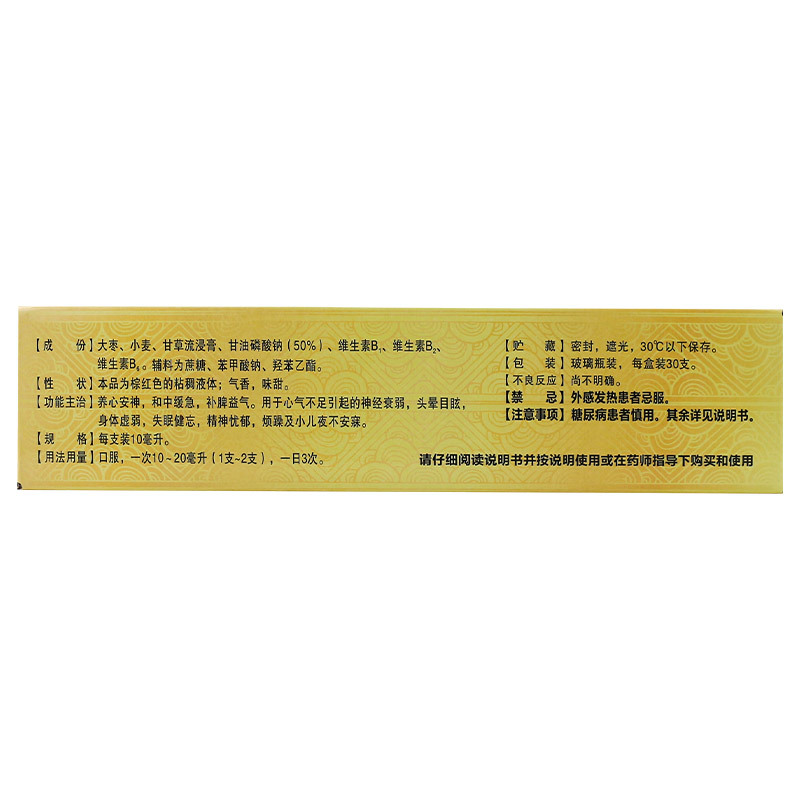 【成 份】大枣、小麦、甘草流浸膏、甘油磷酸钠（50%）、维生素B₁、维生素B₂、
维生素B₆。辅料为蔗糖、苯甲酸钠、羟苯乙酯。
【性 状】本品为棕红色的粘稠液体；气香，味甜。
【功能主治】养心安神，和中缓急，补脾益气。用于心气不足引起的神经衰弱，头晕目眩，
身体虚弱，失眠健忘，精神忧郁，烦躁及小儿夜不安寐。
【规 格】每支装10毫升。
【用法用量】口服，一次10~20毫升（1支~2支），一日3次。
【贮 藏】密封，遮光，30℃以下保存。
【包 装】玻璃瓶装，每盒装30支。
【不良反应】尚不明确。
【禁 忌】外感发热患者忌服。
【注意事项】糖尿病患者慎用。其余详见说明书。
请仔细阅读说明书并按说明使用或在药师指导下购买和使用